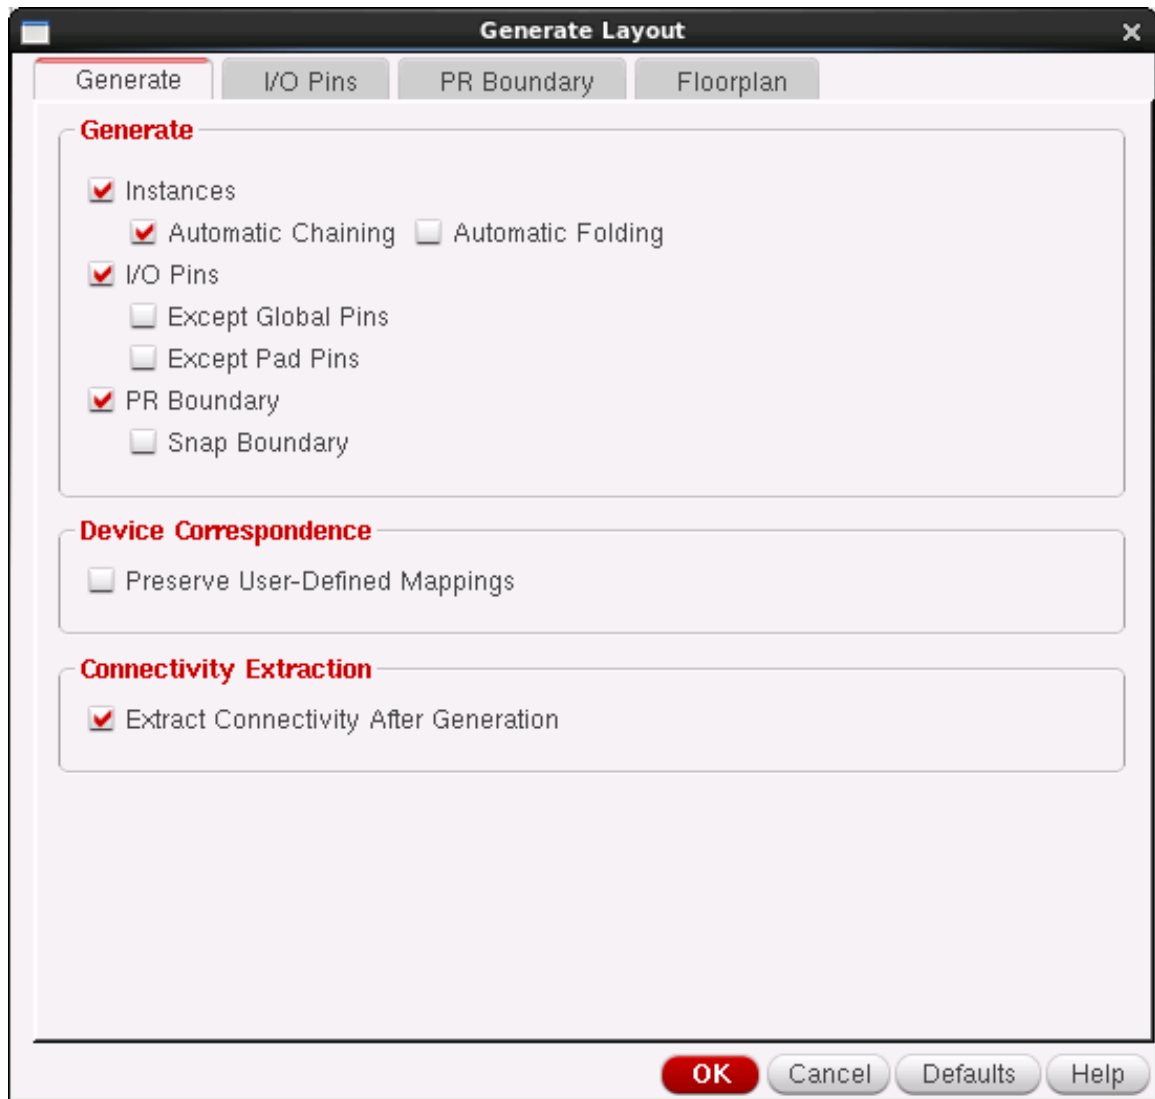 Generate Layout
Generate I/O Pins PR Boundary Floorplan
Generate
Instances
Automatic Chaining Automatic Folding
I/O Pins
Except Global Pins
Except Pad Pins
PR Boundary
Snap Boundary
Device Correspondence
Preserve User-Defined Mappings
Connectivity Extraction
Extract Connectivity After Generation
OK Cancel Defaults Help